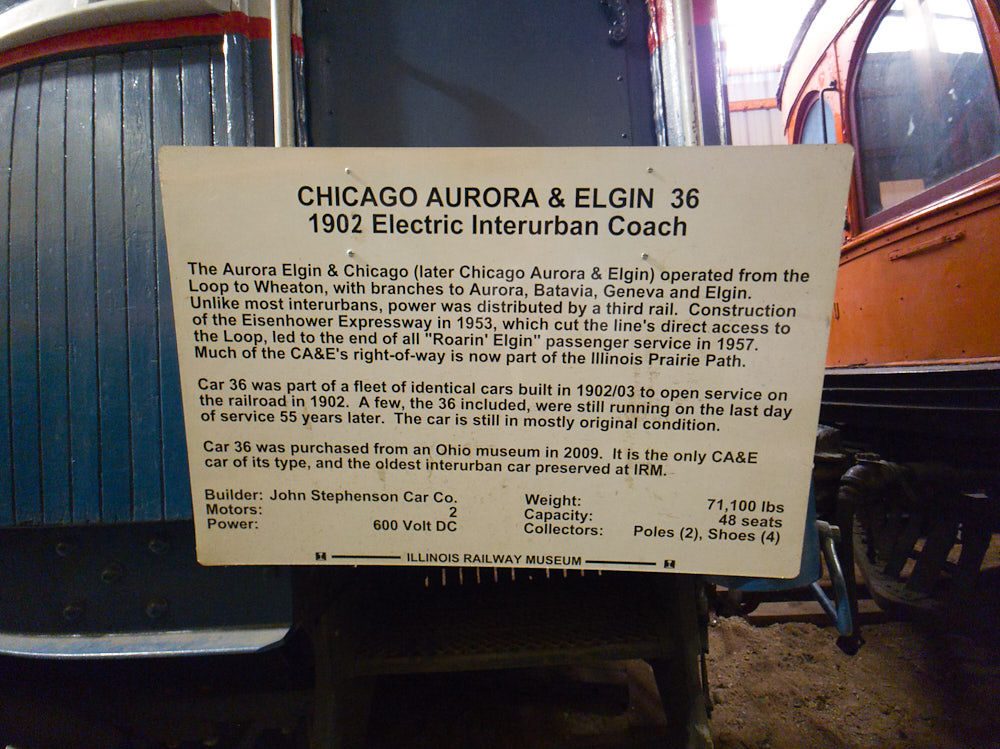 CHICAGO AURORA & ELGIN 36
1902 Electric Interurban Coach
The Aurora Elgin & Chicago (later Chicago Aurora & Elgin) operated from the
Loop to Wheaton, with branches to Aurora, Batavia, Geneva and Elgin.
Unlike most interurbans, power was distributed by a third rail. Construction
of the Eisenhower Expressway in 1953, which cut the line's direct access to
the Loop, led to the end of all "Roarin' Elgin" passenger service in 1957.
Much of the CA&E's right-of-way is now part of the Illinois Prairie Path.
Car 36 was part of a fleet of identical cars built in 1902/03 to open service on
the railroad in 1902. A few, the 36 included, were still running on the last day
of service 55 years later. The car is still in mostly original condition.
Car 36 was purchased from an Ohio museum in 2009. It is the only CA&E
car of its type, and the oldest interurban car preserved at IRM.
Builder: John Stephenson Car Co.
Motors: 2
Power: 600 Volt DC
Weight: 71,100 lbs
Capacity: 48 seats
Collectors: Poles (2), Shoes (4)
ILLINOIS RAILWAY MUSEUM